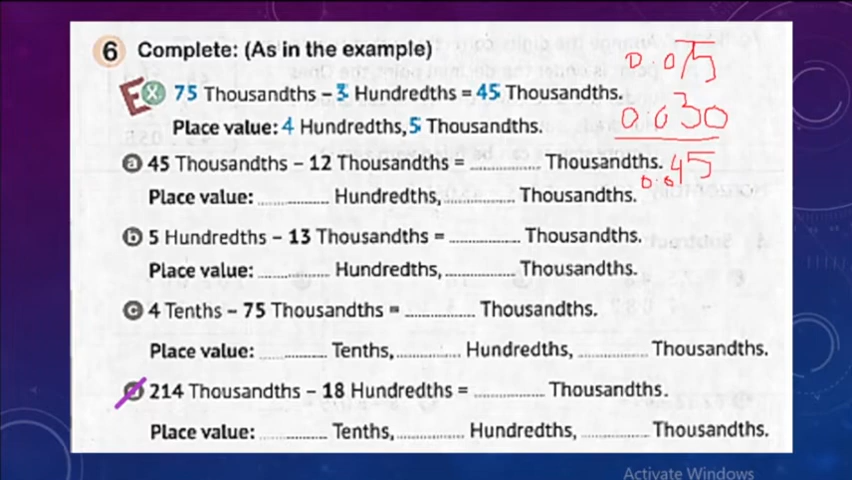 6 Complete: (As in the example)
Ex 75 Thousandths – 3 Hundredths = 45 Thousandths.
Place value: 4 Hundredths, 5 Thousandths.
a 45 Thousandths – 12 Thousandths = ............ Thousandths.
Place value: ............ Hundredths, ............ Thousandths.
b 5 Hundredths – 13 Thousandths = ............ Thousandths.
Place value: ............ Hundredths, ............ Thousandths.
c 4 Tenths – 75 Thousandths = ............ Thousandths.
Place value: ............ Tenths, ............ Hundredths, ............ Thousandths.
214 Thousandths – 18 Hundredths = ............ Thousandths.
Place value: ............ Tenths, ............ Hundredths, ............ Thousandths.
0.075
0.030
0.045
Activate Windows